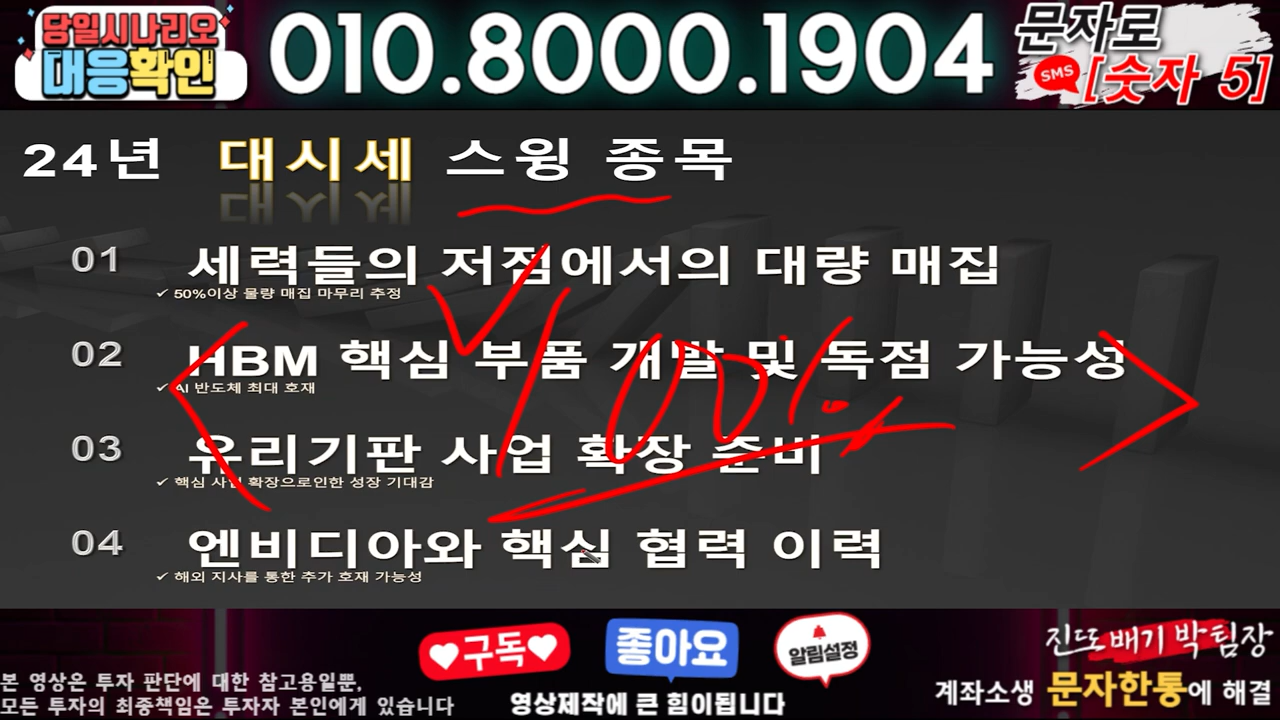 당일시나리오
대응확인
010.8000.1904
문자로
SMS
[숫자 5]
24년 대시세 스윙 종목
01 세력들의 저점에서의 대량 매집
✓ 50%이상 물량 매집 마무리 추정
02 HBM 핵심 부품 개발 및 독점 가능성
✓ AI 반도체 최대 호재
100%
03 유리기판 사업 확장 준비
✓ 핵심 사업 확장으로인한 성장 기대감
04 엔비디아와 핵심 협력 이력
✓ 해외 지사를 통한 추가 호재 가능성
구독
좋아요
알림설정
영상제작에 큰 힘이됩니다
본 영상은 투자 판단에 대한 참고용일뿐,
모든 투자의 최종책임은 투자자 본인에게 있습니다
진또배기 박팀장
계좌소생 문자한통에 해결